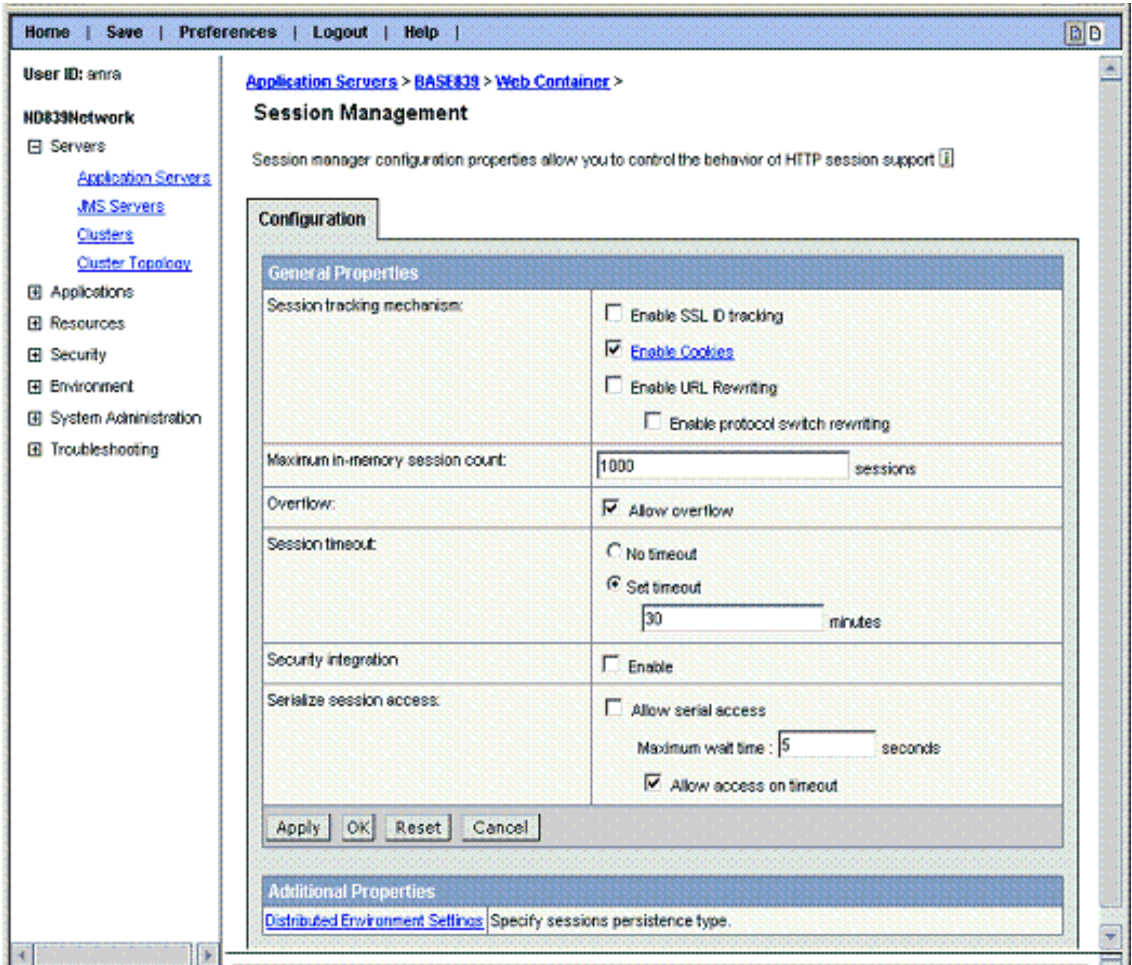 Home | Save | Preferences | Logout | Help |
User ID: amra
ND839Network
Servers
Application Servers
JMS Servers
Clusters
Cluster Topology
Applications
Resources
Security
Environment
System Administration
Troubleshooting
Application Servers > BASE839 > Web Container >
Session Management
Session manager configuration properties allow you to control the behavior of HTTP session support i
Configuration
General Properties
Session tracking mechanism:
Enable SSL ID tracking
Enable Cookies
Enable URL Rewriting
Enable protocol switch rewriting
Maximum in-memory session count:
1000 sessions
Overflow:
Allow overflow
Session timeout:
No timeout
Set timeout
30 minutes
Security integration
Enable
Serialize session access:
Allow serial access
Maximum wait time : 5 seconds
Allow access on timeout
Apply OK Reset Cancel
Additional Properties
Distributed Environment Settings Specify sessions persistence type.